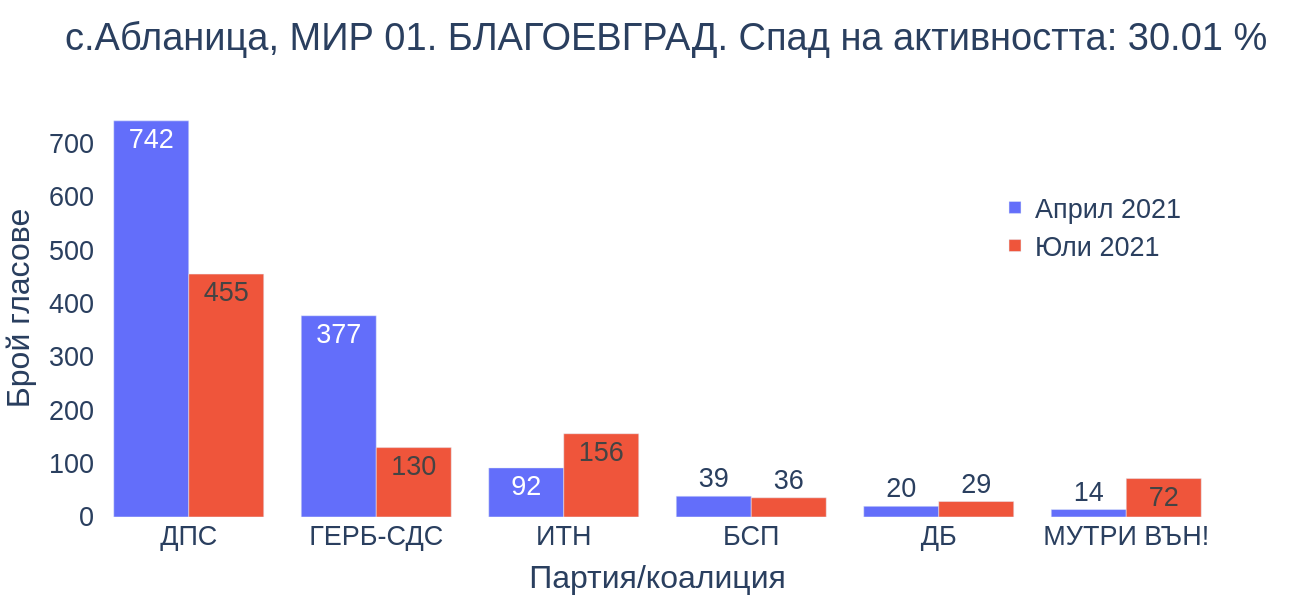 с.Абланица, МИР 01. БЛАГОЕВГРАД. Спад на активността: 30.01 %
Брой гласове
700
600
500
400
300
200
100
0
742
455
377
130
92
156
39
36
20
29
14
72
Април 2021
Юли 2021
ДПС
ГЕРБ-СДС
ИТН
БСП
ДБ
МУТРИ ВЪН!
Партия/коалиция